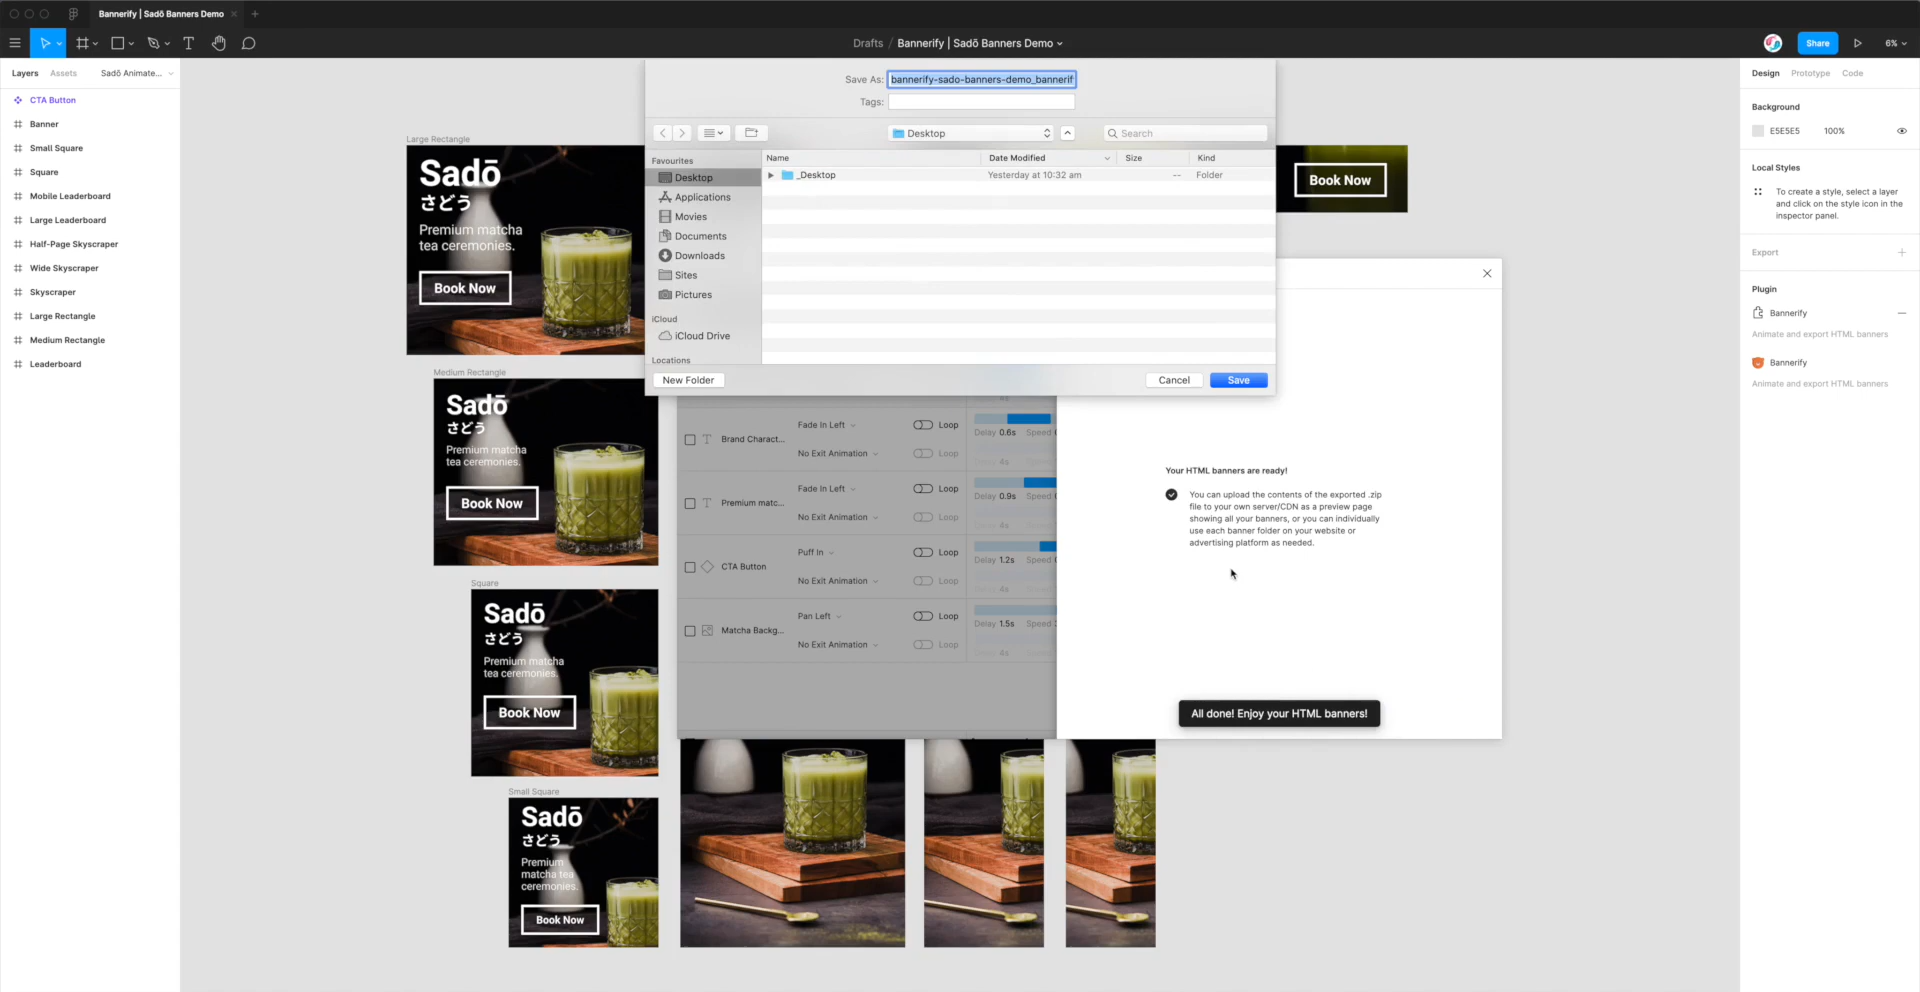 Bannerify | Sadō Banners Demo
Drafts / Bannerify | Sadō Banners Demo
Share
6%
Layers
Assets
Sadō Animate...
CTA Button
Banner
Small Square
Square
Mobile Leaderboard
Large Leaderboard
Half-Page Skyscraper
Wide Skyscraper
Skyscraper
Large Rectangle
Medium Rectangle
Leaderboard
Large Rectangle
Sadō
さどう
Premium matcha
tea ceremonies.
Book Now
Medium Rectangle
Sadō
さどう
Premium matcha
tea ceremonies.
Book Now
Square
Sadō
さどう
Premium matcha
tea ceremonies.
Book Now
Small Square
Sadō
さどう
Premium
matcha tea
ceremonies.
Book Now
Save As: bannerify-sado-banners-demo_bannerif
Tags:
Desktop
Search
Favourites
Desktop
Applications
Movies
Documents
Downloads
Sites
Pictures
iCloud
iCloud Drive
Locations
Name Date Modified Size Kind
_Desktop Yesterday at 10:32 am -- Folder
New Folder
Cancel
Save
Book Now
Fade In Left Loop
Brand Charact...
Delay 0.6s Speed
No Exit Animation Loop
Delay 4s
Fade In Left Loop
Premium matc...
Delay 0.9s Speed
No Exit Animation Loop
Delay 4s
Puff In Loop
CTA Button
Delay 1.2s Speed
No Exit Animation Loop
Delay 4s
Pan Left Loop
Matcha Backg...
Delay 1.5s Speed
No Exit Animation Loop
Delay 4s
Your HTML banners are ready!
You can upload the contents of the exported .zip
file to your own server/CDN as a preview page
showing all your banners, or you can individually
use each banner folder on your website or
advertising platform as needed.
All done! Enjoy your HTML banners!
Design
Prototype
Code
Background
E5E5E5 100%
Local Styles
To create a style, select a layer
and click on the style icon in the
inspector panel.
Export
Plugin
Bannerify
Animate and export HTML banners
Bannerify
Animate and export HTML banners